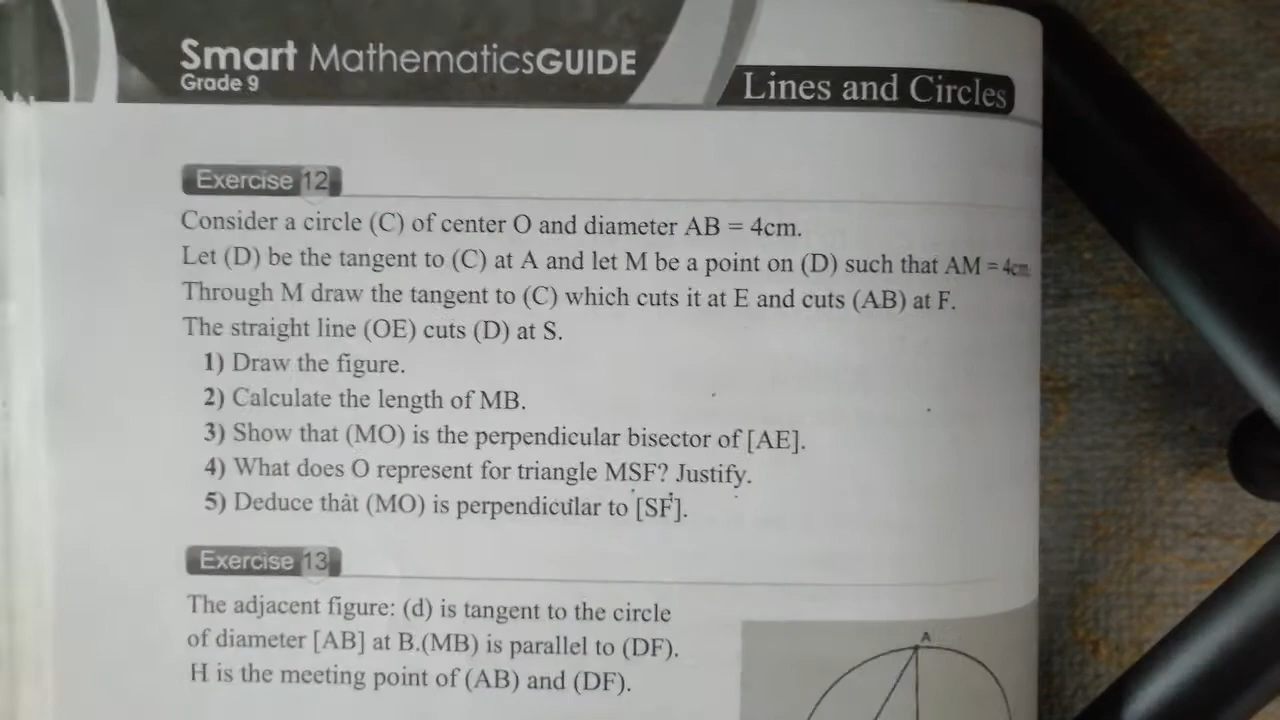 Smart MathematicsGUIDE
Grade 9
Lines and Circles
Exercise 12
Consider a circle (C) of center O and diameter AB = 4cm.
Let (D) be the tangent to (C) at A and let M be a point on (D) such that AM = 4cm
Through M draw the tangent to (C) which cuts it at E and cuts (AB) at F.
The straight line (OE) cuts (D) at S.
1) Draw the figure.
2) Calculate the length of MB.
3) Show that (MO) is the perpendicular bisector of [AE].
4) What does O represent for triangle MSF? Justify.
5) Deduce that (MO) is perpendicular to [SF].
Exercise 13
The adjacent figure: (d) is tangent to the circle
of diameter [AB] at B.(MB) is parallel to (DF).
H is the meeting point of (AB) and (DF).
A